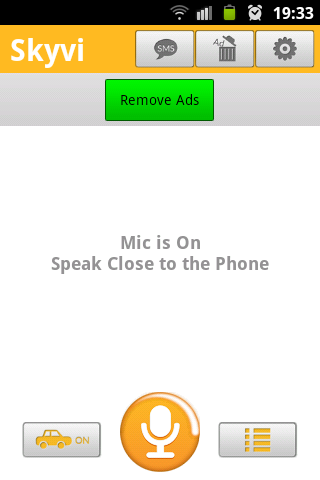 19:33
Skyvi
SMS
Ad
Remove Ads
Mic is On
Speak Close to the Phone
ON